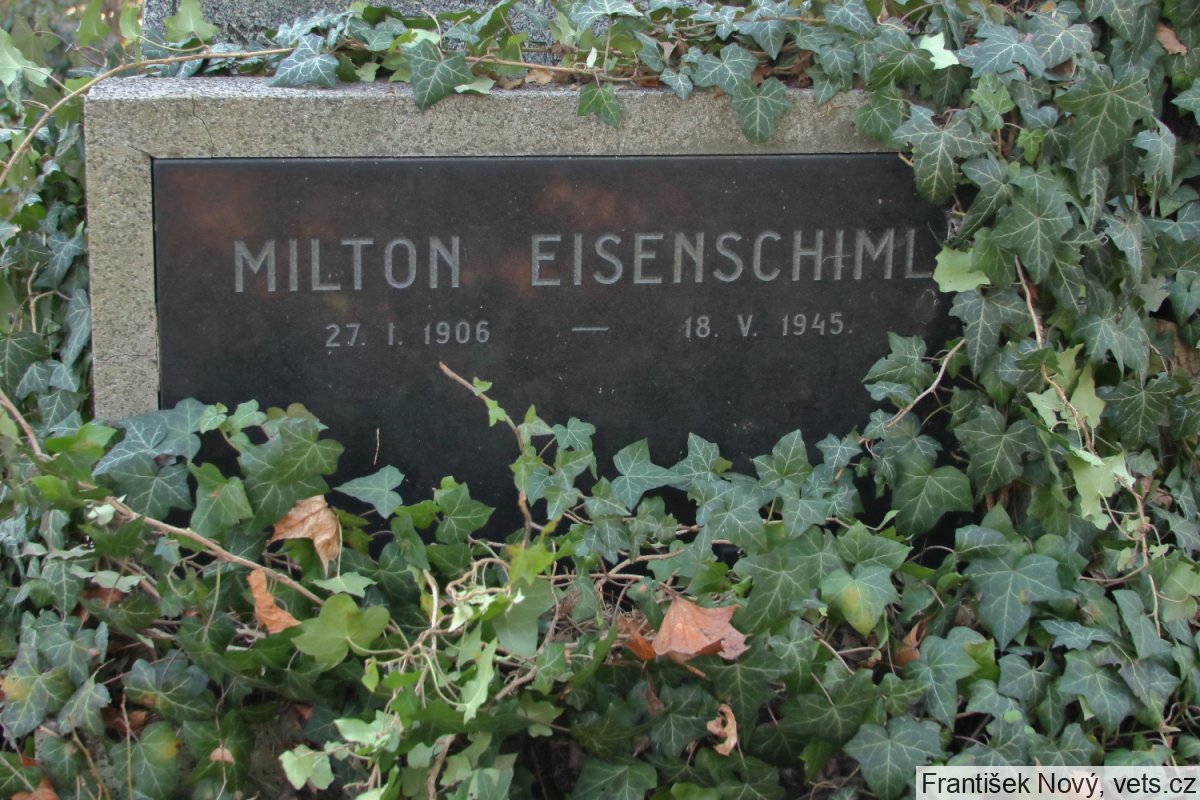 MILTON EISENSCHIML
27. I. 1906 — 18. V. 1945.
František Nový, vets.cz